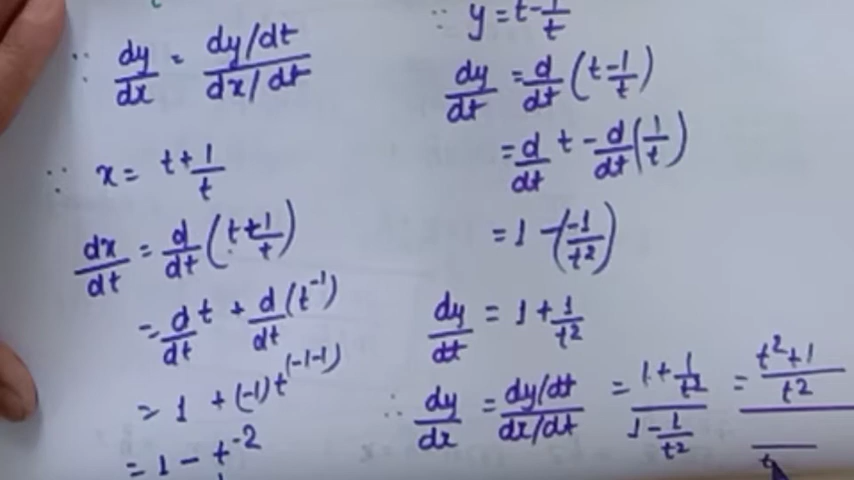 ∵ dy/dx = (dy/dt)/(dx/dt)
∵ x = t + 1/t
dx/dt = d/dt (t + 1/t)
= d/dt t + d/dt (t⁻¹)
= 1 + (-1)t^(-1-1)
= 1 - t⁻²
∵ y = t - 1/t
dy/dt = d/dt (t - 1/t)
= d/dt t - d/dt (1/t)
= 1 - (-1/t²)
dy/dt = 1 + 1/t²
∴ dy/dx = (dy/dt)/(dx/dt) = (1 + 1/t²)/(1 - 1/t²) = ((t² + 1)/t²)/